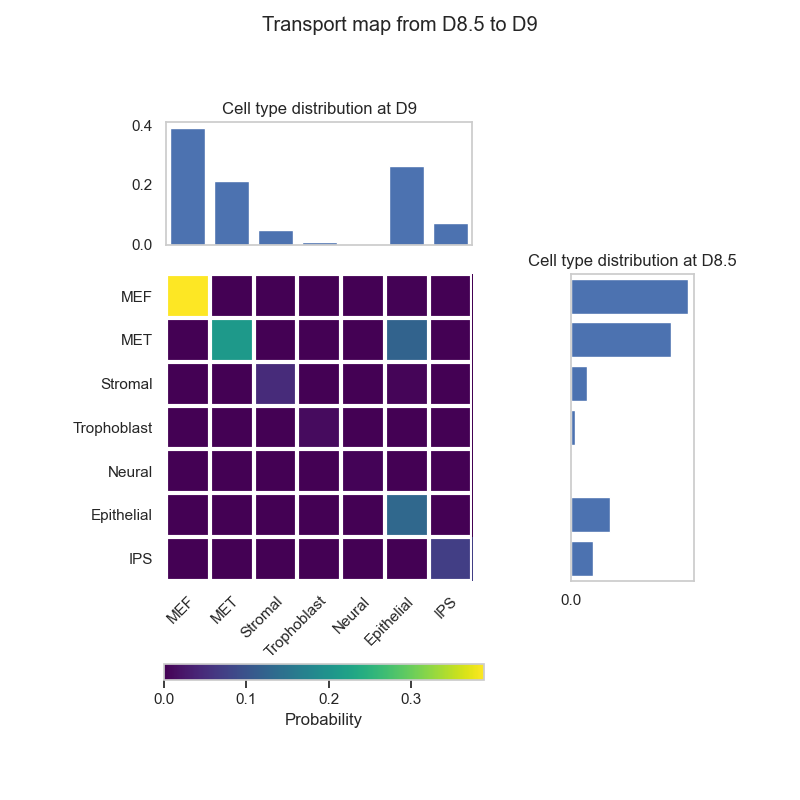 Transport map from D8.5 to D9
Cell type distribution at D9
0.4
0.2
0.0
Cell type distribution at D8.5
MEF
MET
Stromal
Trophoblast
Neural
Epithelial
IPS
0.0
MEF
MET
Stromal
Trophoblast
Neural
Epithelial
IPS
0.0
0.1
0.2
0.3
Probability